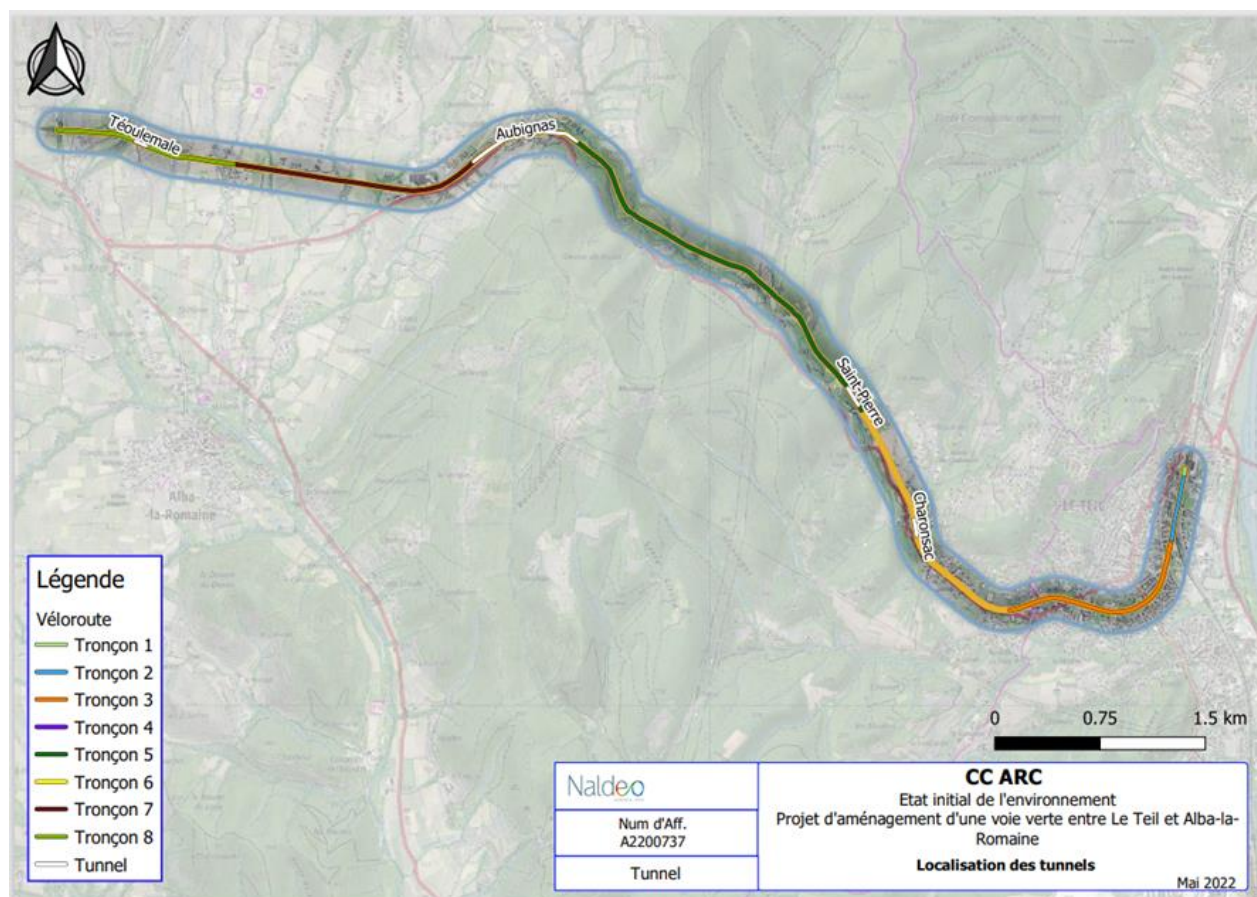 Téoulemale
Aubignas
Saint-Pierre
Charonsac
LE TEIL
Alba-
la-Romaine
Légende
Véloroute
Tronçon 1
Tronçon 2
Tronçon 3
Tronçon 4
Tronçon 5
Tronçon 6
Tronçon 7
Tronçon 8
Tunnel
0 0.75 1.5 km
Naldeo
Num d'Aff.
A2200737
Tunnel
CC ARC
Etat initial de l'environnement
Projet d'aménagement d'une voie verte entre Le Teil et Alba-la-
Romaine
Localisation des tunnels
Mai 2022